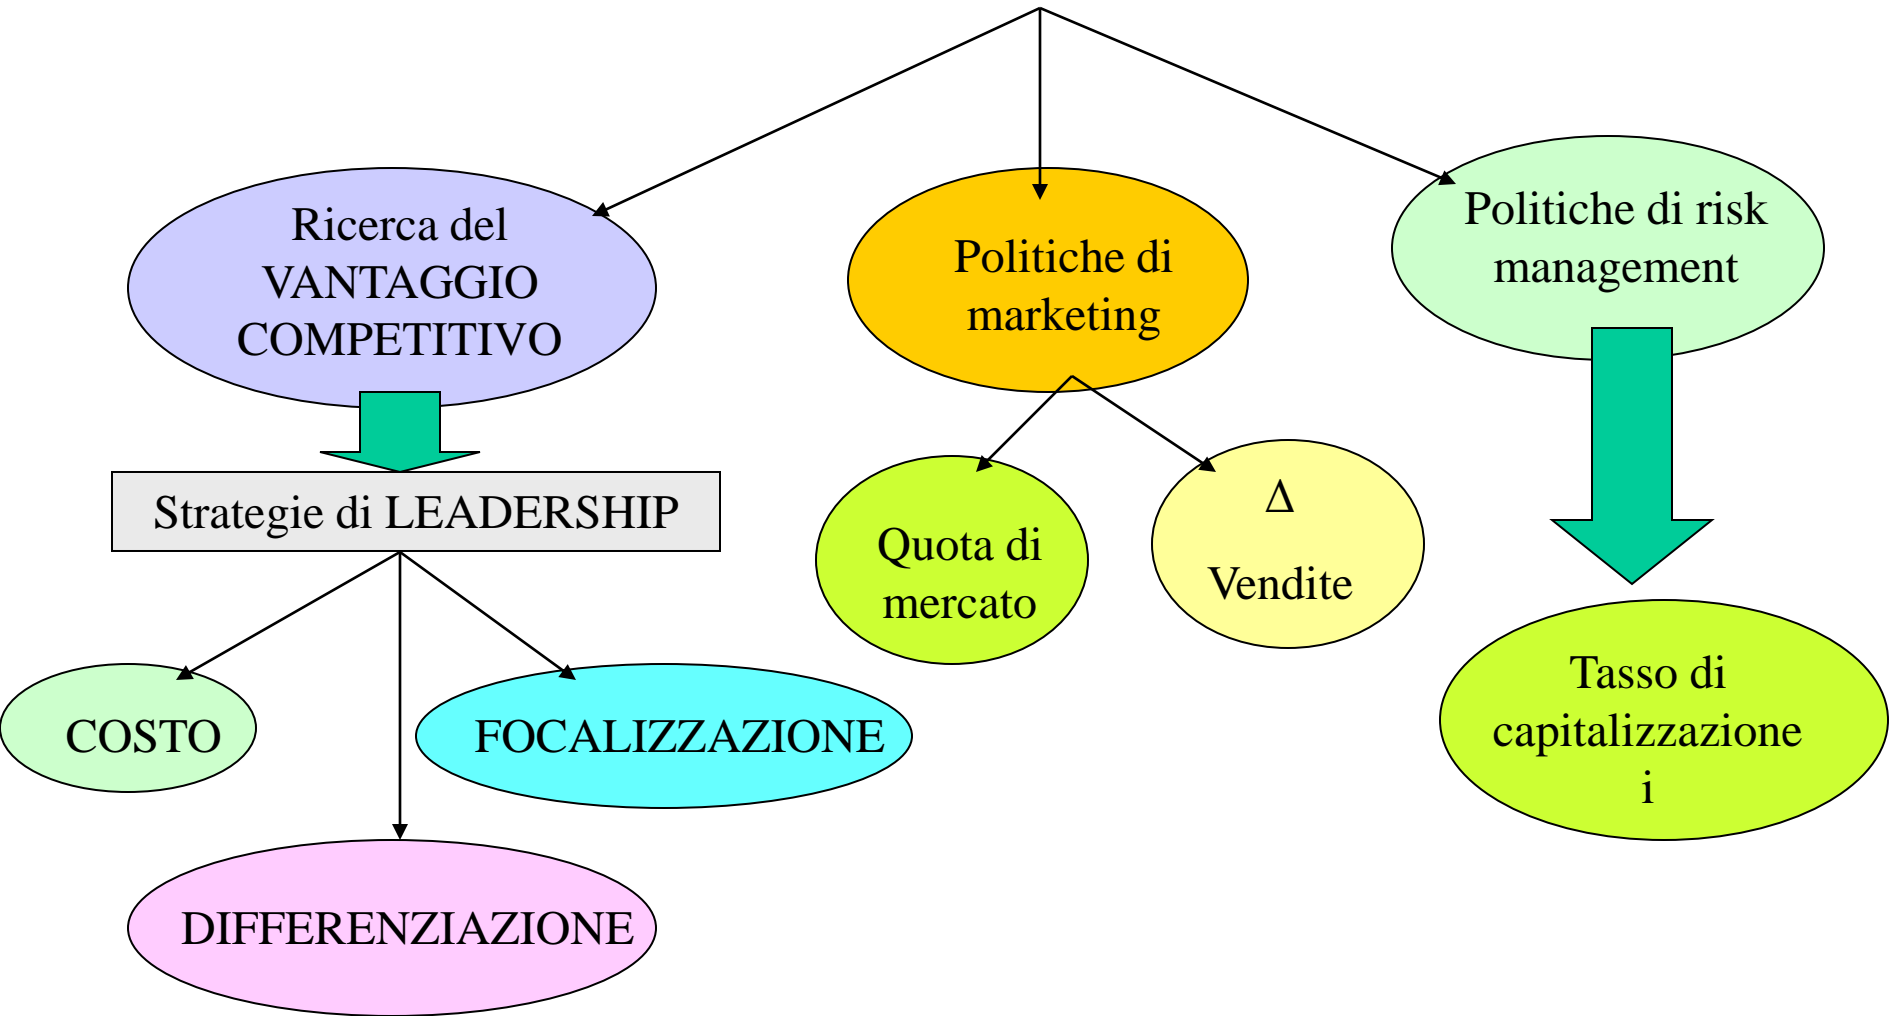 Ricerca del
VANTAGGIO
COMPETITIVO
Politiche di
marketing
Politiche di risk
management
Strategie di LEADERSHIP
Quota di
mercato
Δ
Vendite
Tasso di
capitalizzazione
i
COSTO
FOCALIZZAZIONE
DIFFERENZIAZIONE